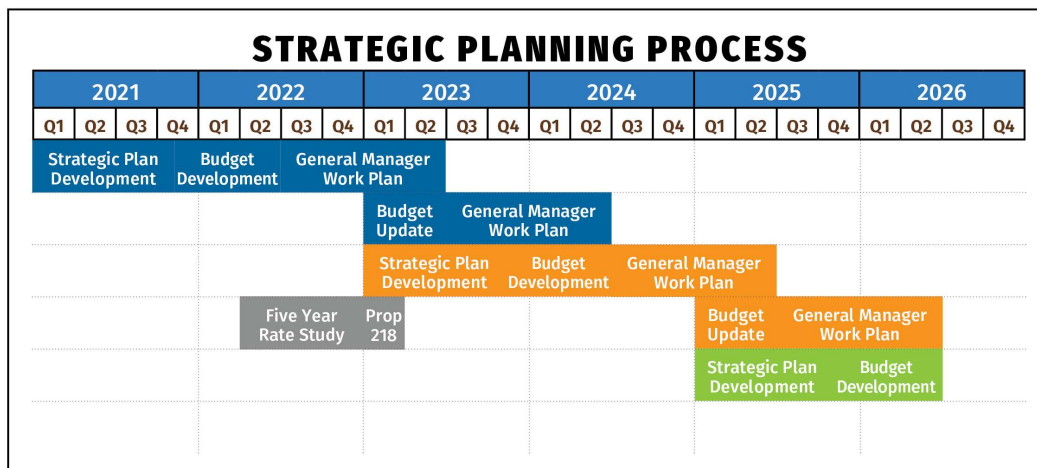 STRATEGIC PLANNING PROCESS
2021 2022 2023 2024 2025 2026
Q1 Q2 Q3 Q4 Q1 Q2 Q3 Q4 Q1 Q2 Q3 Q4 Q1 Q2 Q3 Q4 Q1 Q2 Q3 Q4 Q1 Q2 Q3 Q4
Strategic Plan Budget General Manager
Development Development Work Plan
Budget General Manager
Update Work Plan
Strategic Plan Budget General Manager
Development Development Work Plan
Five Year Prop Budget General Manager
Rate Study 218 Update Work Plan
Strategic Plan Budget
Development Development